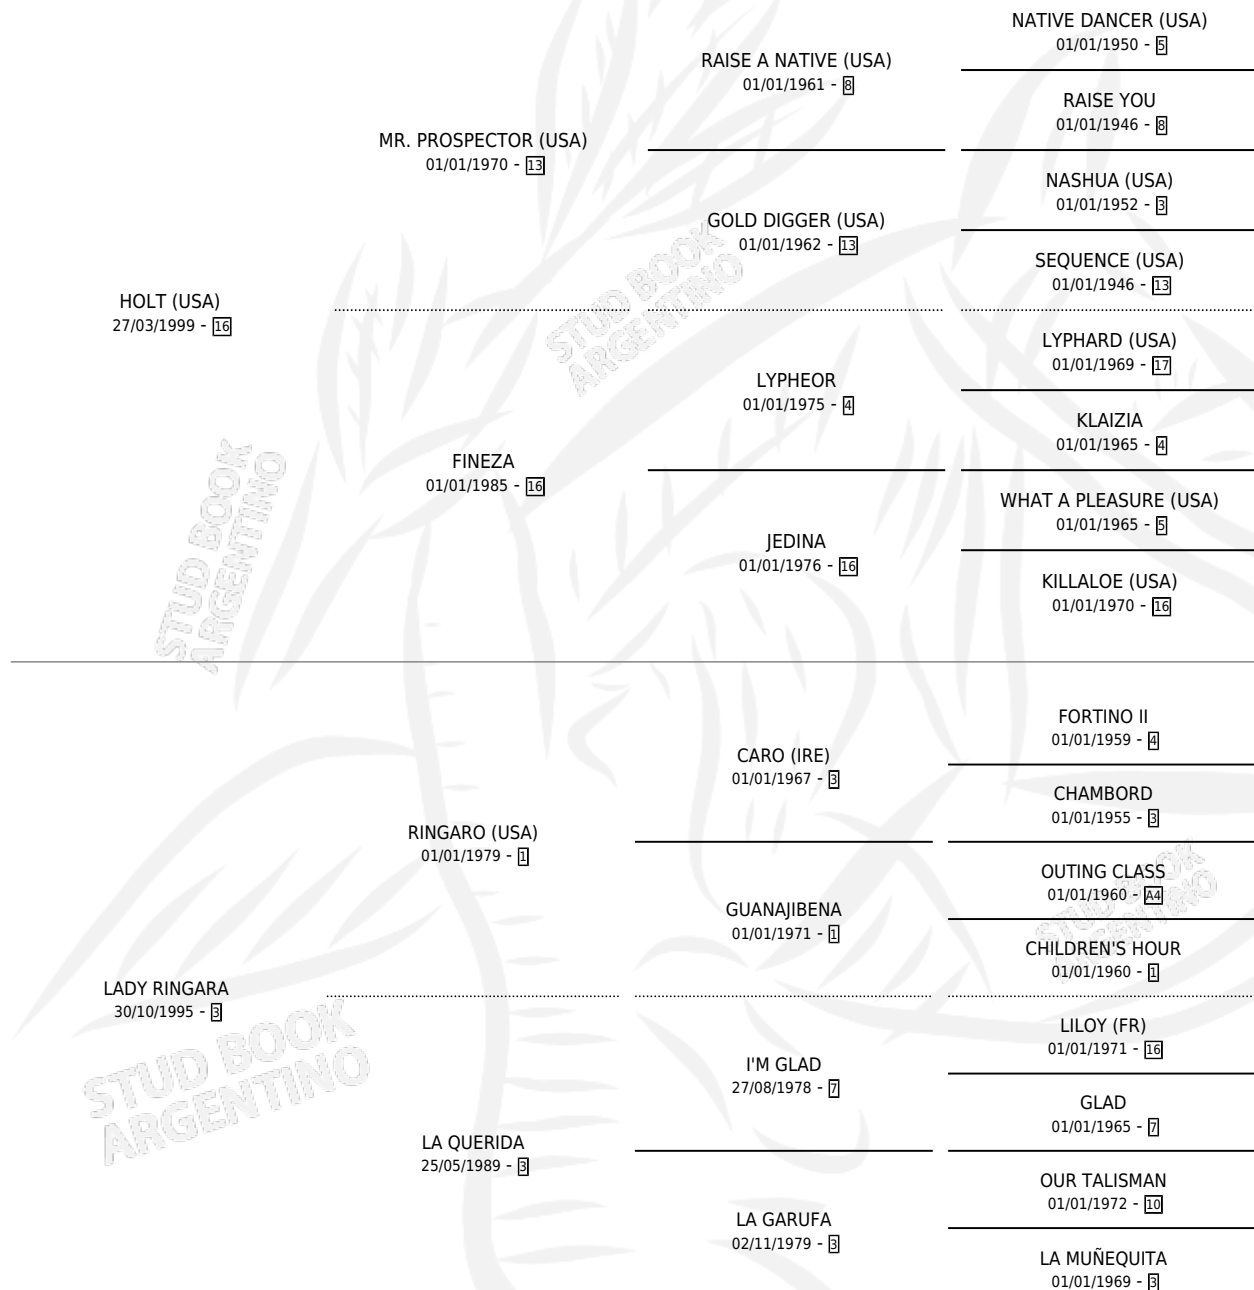 NATIVE DANCER (USA)
01/01/1950 - 5
RAISE A NATIVE (USA)
01/01/1961 - 8
RAISE YOU
01/01/1946 - 8
MR. PROSPECTOR (USA)
01/01/1970 - 13
NASHUA (USA)
01/01/1952 - 3
GOLD DIGGER (USA)
01/01/1962 - 13
SEQUENCE (USA)
01/01/1946 - 13
HOLT (USA)
27/03/1999 - 16
STUD BOOK
ARGENTINO
LYPHARD (USA)
01/01/1969 - 17
LYPHEOR
01/01/1975 - 4
KLAIZIA
01/01/1965 - 4
FINEZA
01/01/1985 - 16
WHAT A PLEASURE (USA)
01/01/1965 - 5
JEDINA
01/01/1976 - 16
KILLALOE (USA)
01/01/1970 - 16
STUD BOOK
ARGENTINO
FORTINO II
01/01/1959 - 4
CARO (IRE)
01/01/1967 - 3
CHAMBORD
01/01/1955 - 3
RINGARO (USA)
01/01/1979 - 1
OUTING CLASS
01/01/1960 - A4
GUANAJIBENA
01/01/1971 - 1
STUD BOOK
ARGENTINO
CHILDREN'S HOUR
01/01/1960 - 1
LADY RINGARA
30/10/1995 - 3
STUD BOOK
ARGENTINO
LILOY (FR)
01/01/1971 - 16
I'M GLAD
27/08/1978 - 7
GLAD
01/01/1965 - 7
LA QUERIDA
25/05/1989 - 3
OUR TALISMAN
01/01/1972 - 10
LA GARUFA
02/11/1979 - 3
LA MUÑEQUITA
01/01/1969 - 3